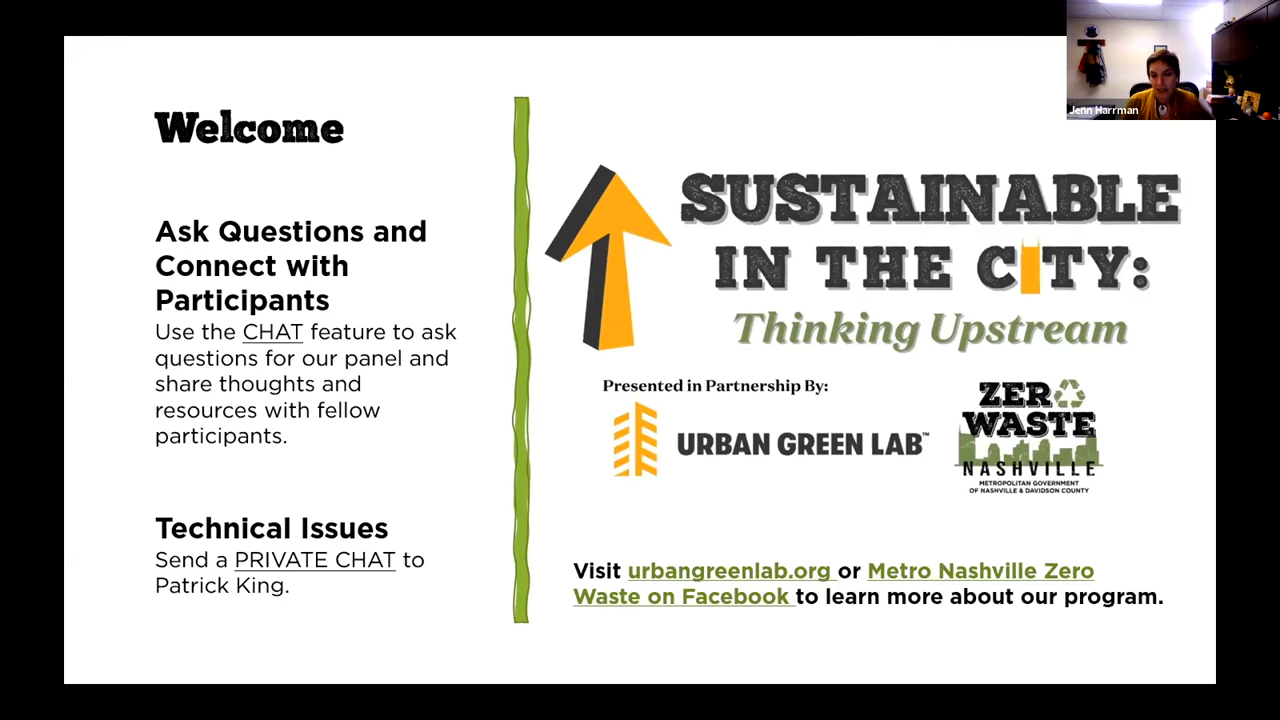 Welcome
Ask Questions and
Connect with
Participants
Use the CHAT feature to ask
questions for our panel and
share thoughts and
resources with fellow
participants.
Technical Issues
Send a PRIVATE CHAT to
Patrick King.
Jenn Harrman
SUSTAINABLE
IN THE CITY:
Thinking Upstream
Presented in Partnership By:
URBAN GREEN LAB™
ZERO
WASTE
NASHVILLE
METROPOLITAN GOVERNMENT
OF NASHVILLE & DAVIDSON COUNTY
Visit urbangreenlab.org or Metro Nashville Zero
Waste on Facebook to learn more about our program.